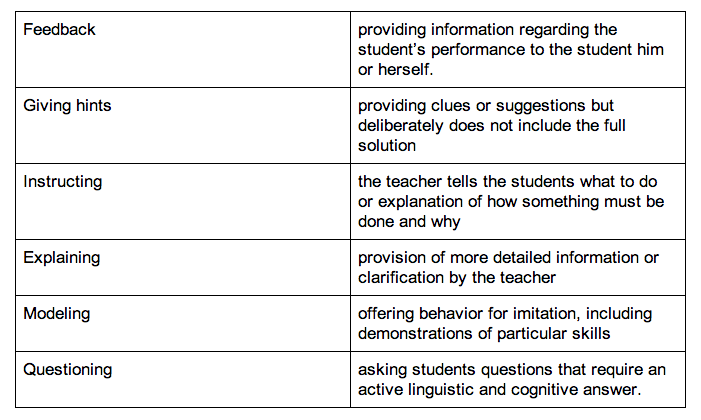 Feedback
providing information regarding the
student's performance to the student him
or herself.
Giving hints
providing clues or suggestions but
deliberately does not include the full
solution
Instructing
the teacher tells the students what to do
or explanation of how something must be
done and why
Explaining
provision of more detailed information or
clarification by the teacher
Modeling
offering behavior for imitation, including
demonstrations of particular skills
Questioning
asking students questions that require an
active linguistic and cognitive answer.